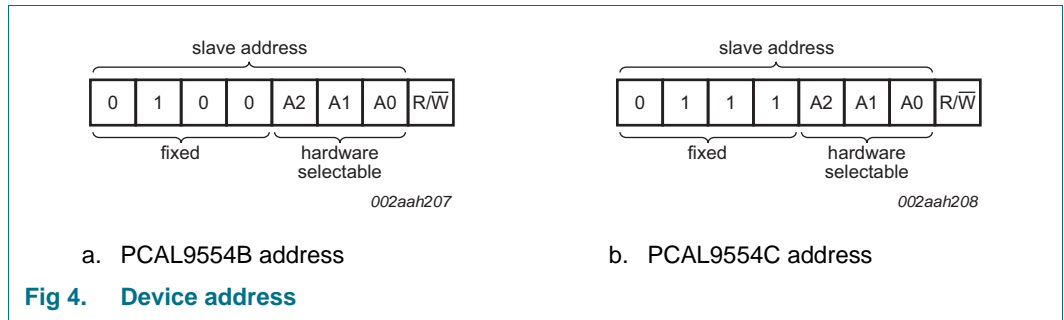 slave address
0 1 0 0 A2 A1 A0 R/W̅
fixed
hardware
selectable
002aah207
a. PCAL9554B address
slave address
0 1 1 1 A2 A1 A0 R/W̅
fixed
hardware
selectable
002aah208
b. PCAL9554C address
Fig 4. Device address